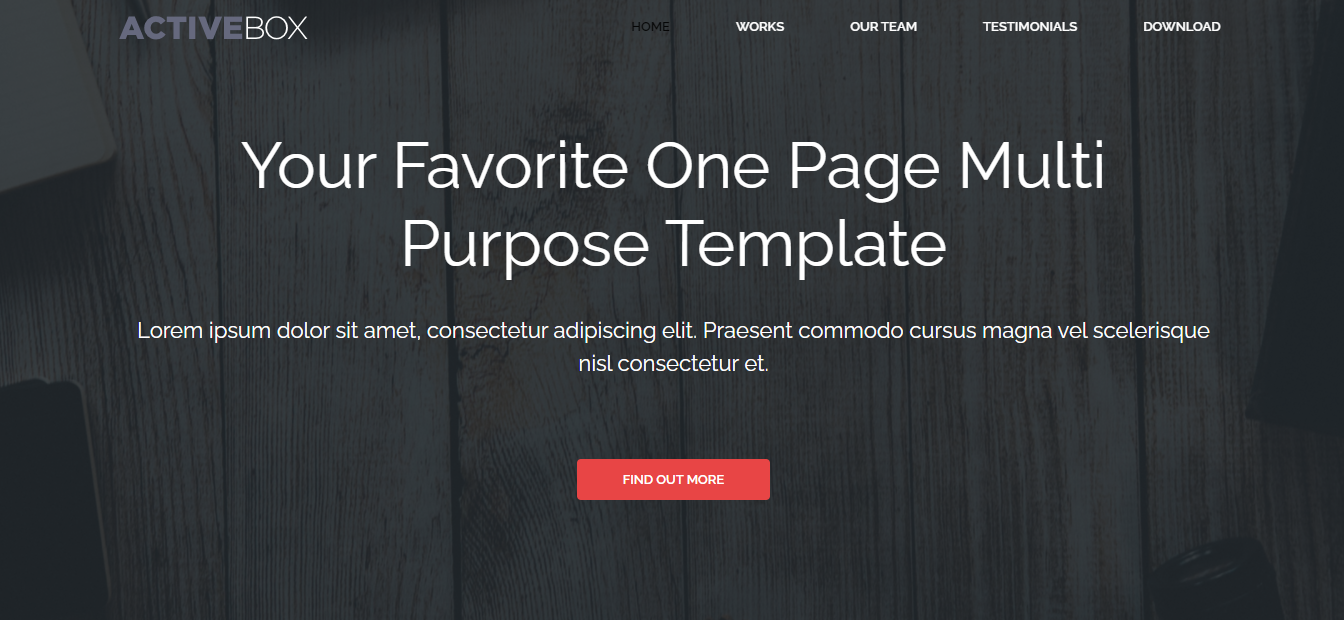 ACTIVEBOX
HOME WORKS OUR TEAM TESTIMONIALS DOWNLOAD
Your Favorite One Page Multi
Purpose Template
Lorem ipsum dolor sit amet, consectetur adipiscing elit. Praesent commodo cursus magna vel scelerisque
nisl consectetur et.
FIND OUT MORE